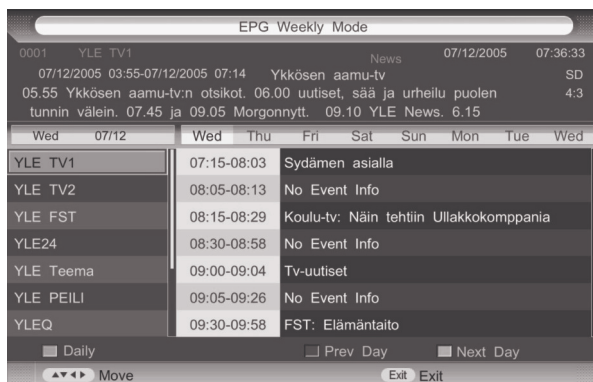 EPG Weekly Mode
0001 YLE TV1 News 07/12/2005 07:36:33
07/12/2005 03:55-07/12/2005 07:14 Ykkösen aamu-tv SD
05.55 Ykkösen aamu-tv:n otsikot. 06.00 uutiset, sää ja urheilu puolen 4:3
tunnin välein. 07.45 ja 09.05 Morgonnytt. 09.10 YLE News. 6.15
Wed 07/12 Wed Thu Fri Sat Sun Mon Tue Wed
YLE TV1 07:15-08:03 Sydämen asialla
YLE TV2 08:05-08:13 No Event Info
YLE FST 08:15-08:29 Koulu-tv: Näin tehtiin Ullakkokomppania
YLE24 08:30-08:58 No Event Info
YLE Teema 09:00-09:04 Tv-uutiset
YLE PEILI 09:05-09:26 No Event Info
YLEQ 09:30-09:58 FST: Elämäntaito
Daily Prev Day Next Day
Move Exit Exit